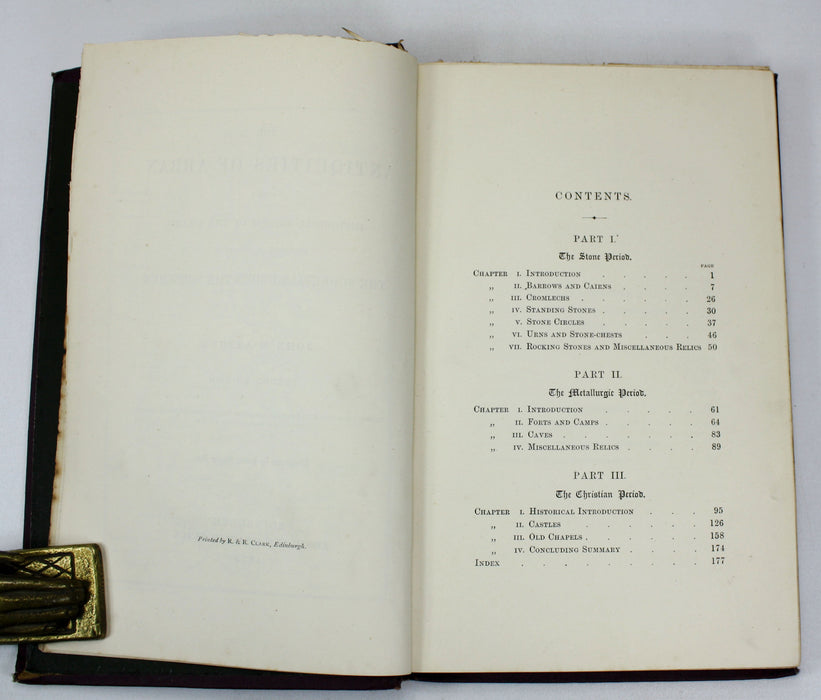 Printed by R. & R. Clark, Edinburgh.
CONTENTS.
PART I.
The Stone Period.
PAGE
Chapter I. Introduction . . . . . 1
„ II. Barrows and Cairns . . . . 7
„ III. Cromlechs . . . . . 26
„ IV. Standing Stones . . . . . 30
„ V. Stone Circles . . . . . 37
„ VI. Urns and Stone-chests . . . 46
„ VII. Rocking Stones and Miscellaneous Relics 50
PART II.
The Metallurgic Period.
Chapter I. Introduction . . . . . 61
„ II. Forts and Camps . . . . . 64
„ III. Caves . . . . . . 83
„ IV. Miscellaneous Relics . . . . 89
PART III.
The Christian Period.
Chapter I. Historical Introduction . . . 95
„ II. Castles . . . . . . 126
„ III. Old Chapels . . . . . . 158
„ IV. Concluding Summary . . . . 174
Index . . . . . . . . 177